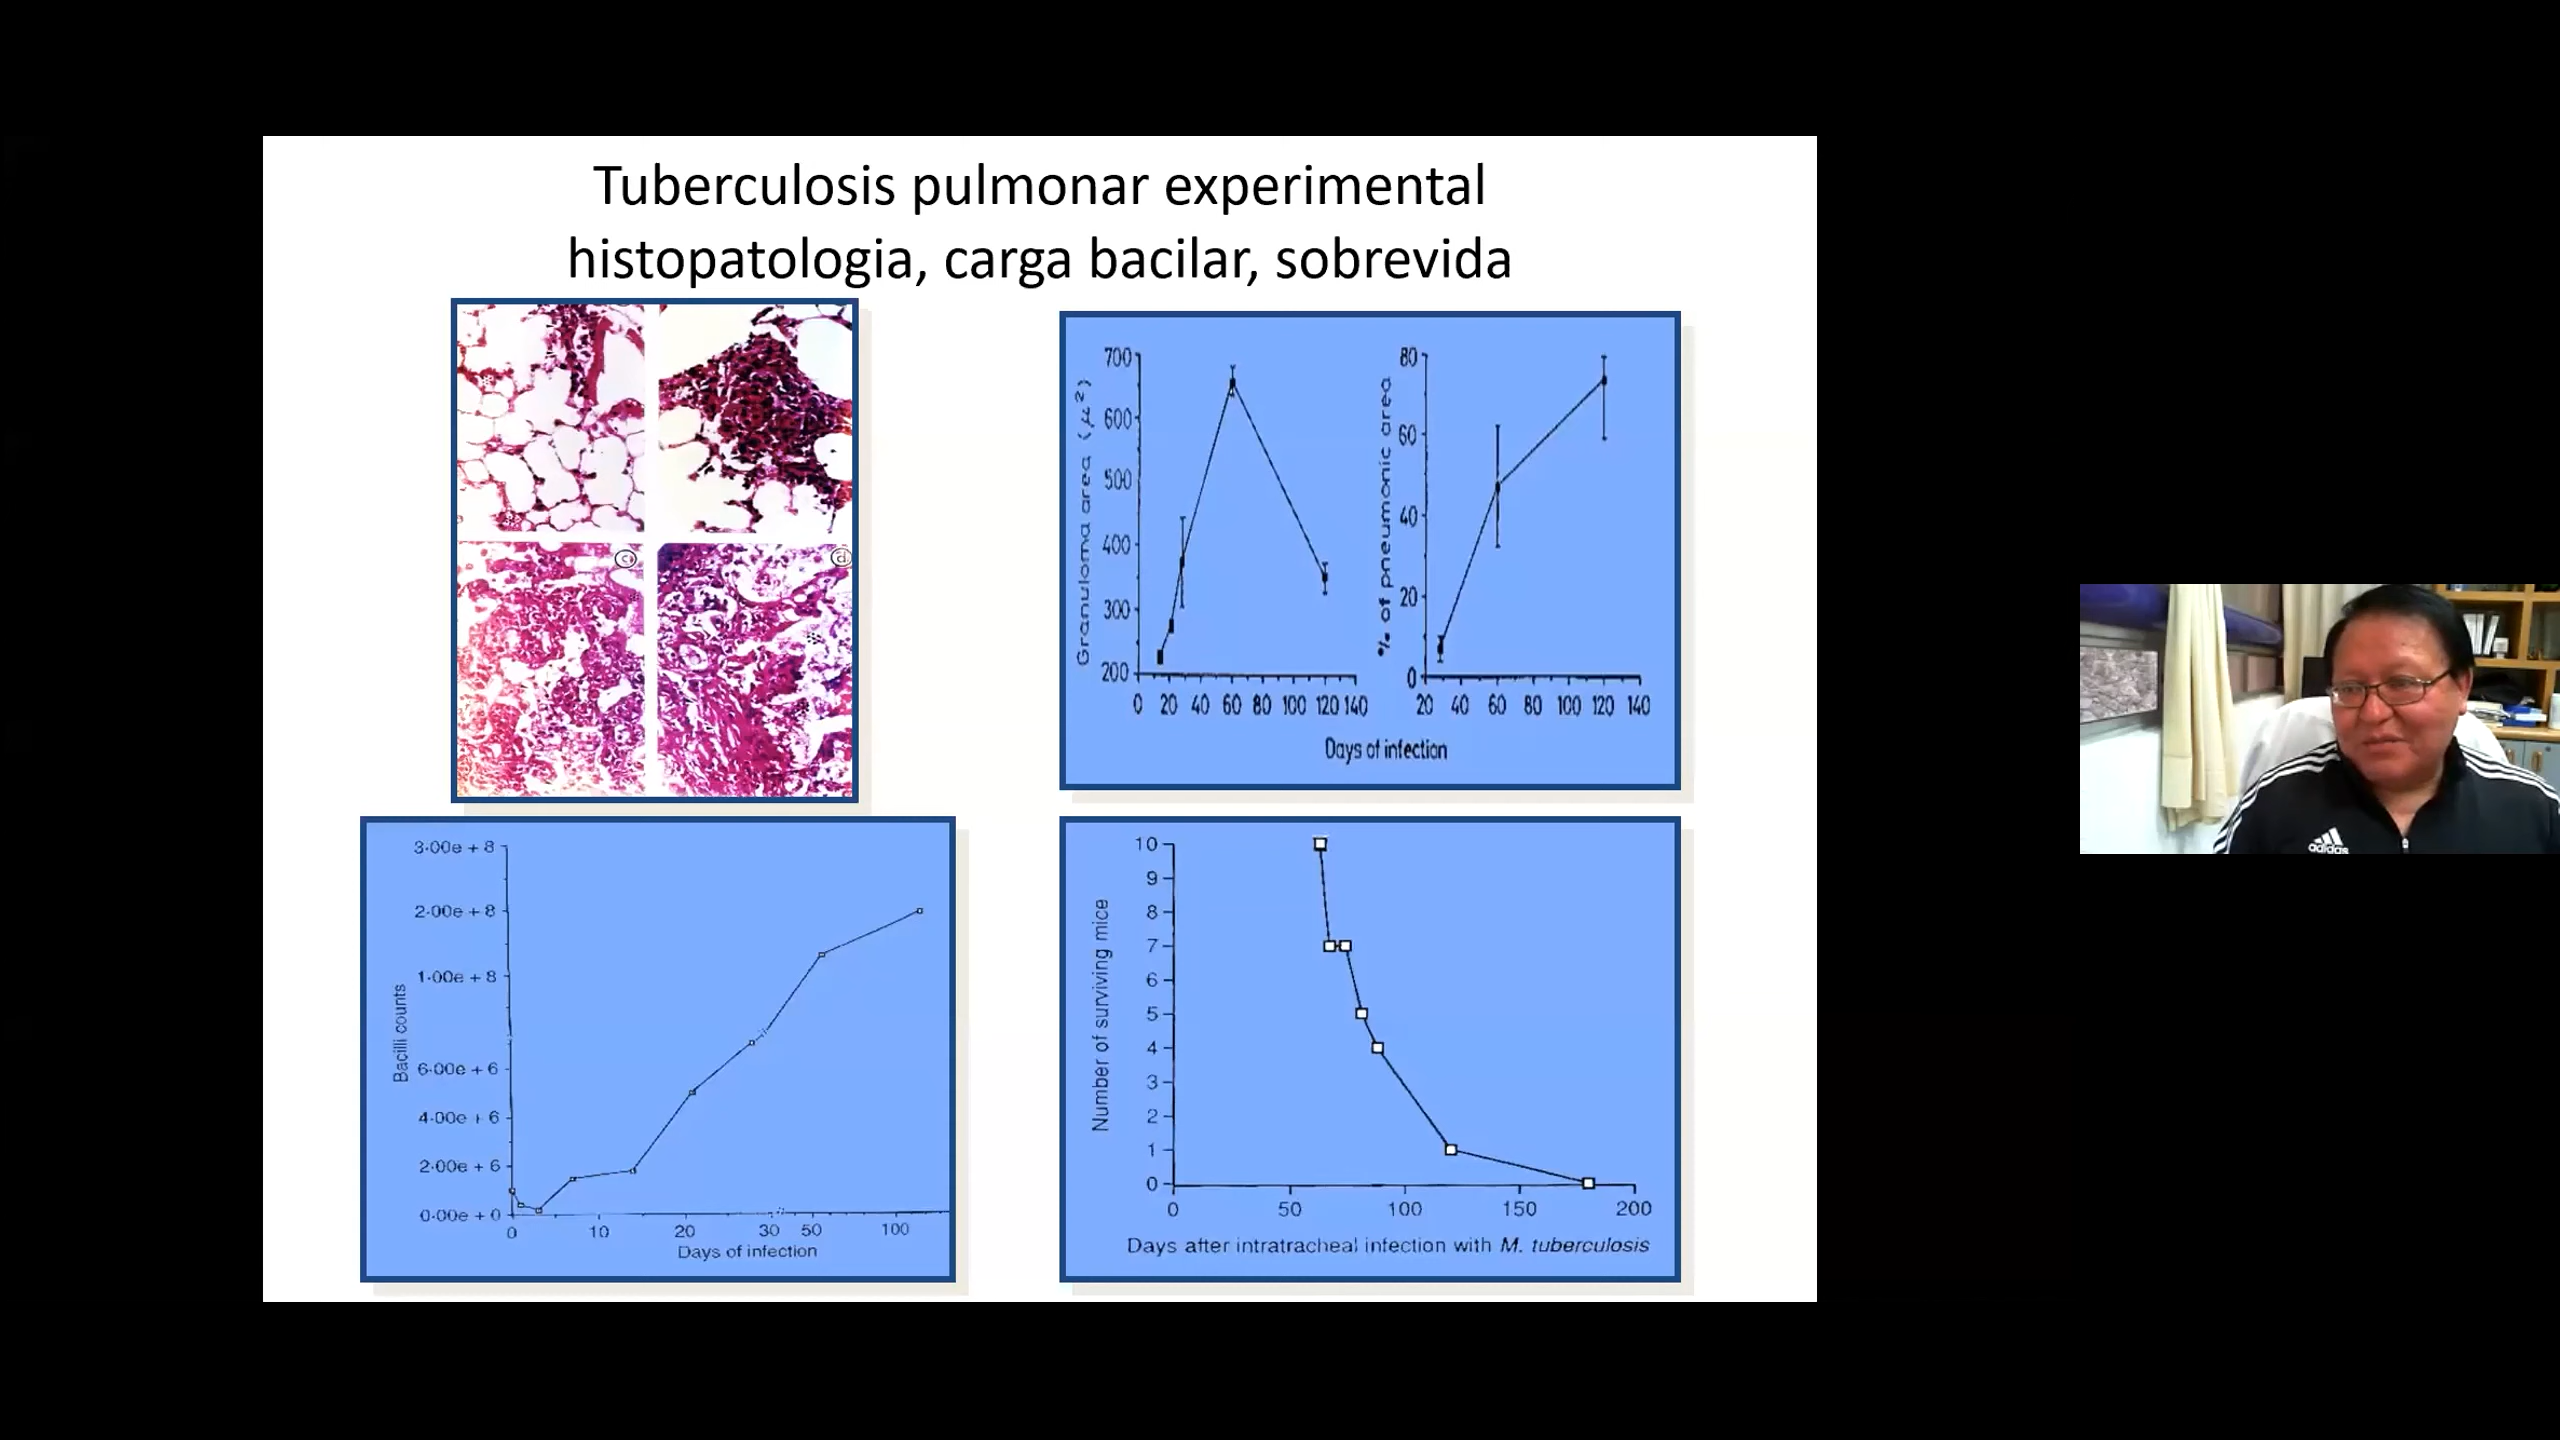 Tuberculosis pulmonar experimental
histopatologia, carga bacilar, sobrevida
c
d
700
600
500
400
300
200
Granuloma area (μ²)
0 20 40 60 80 100 120 140
80
60
40
20
0
% of pneumonic area
20 40 60 80 100 120 140
Days of infection
3·00e + 8
2·00e + 8
1·00e + 8
6·00e + 6
4·00e + 6
2·00e + 6
0·00e + 0
Bacilli counts
0 10 20 30 50 100
Days of infection
10
9
8
7
6
5
4
3
2
1
0
Number of surviving mice
0 50 100 150 200
Days after intratracheal infection with M. tuberculosis
adidas